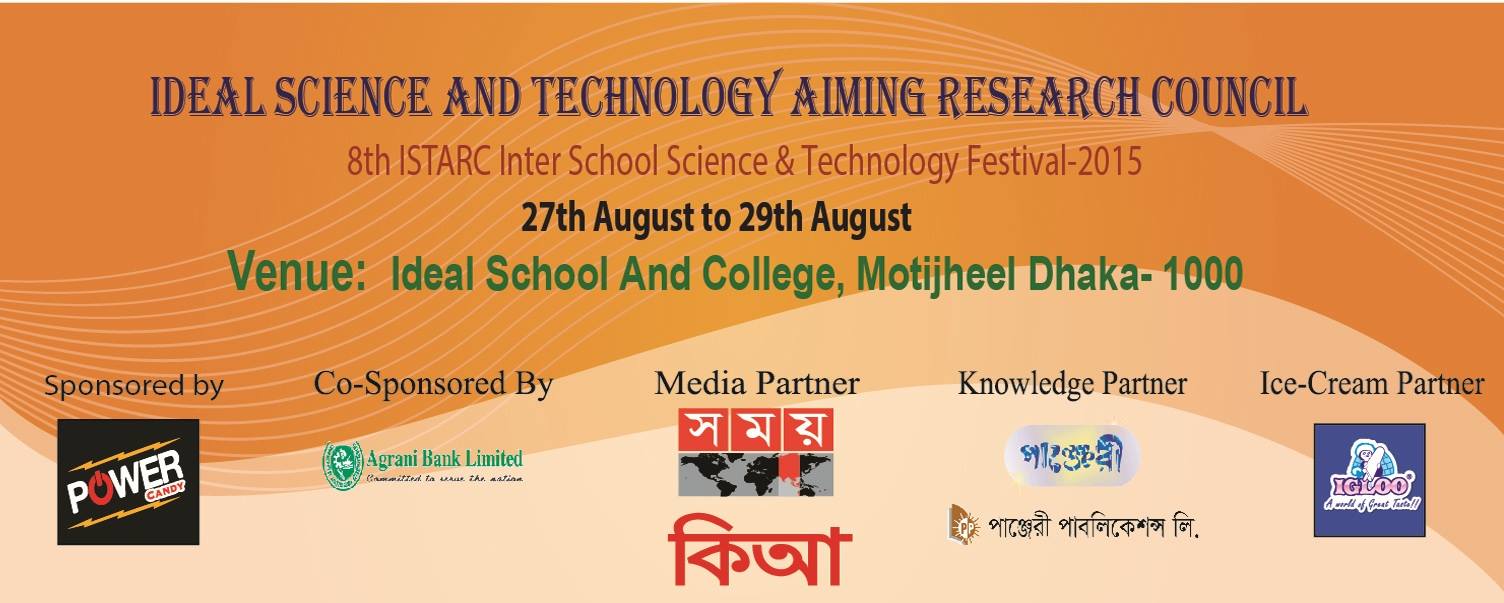 IDEAL SCIENCE AND TECHNOLOGY AIMING RESEARCH COUNCIL
8th ISTARC Inter School Science & Technology Festival-2015
27th August to 29th August
Venue: Ideal School And College, Motijheel Dhaka- 1000
Sponsored by
POWER
CANDY
Co-Sponsored By
Agrani Bank Limited
Committed to serve the nation
Media Partner
সময়
কিআ
Knowledge Partner
পাঞ্জেরী
PP
পাঞ্জেরী পাবলিকেশন্স লি.
Ice-Cream Partner
IGLOO
A world of Great Taste!!